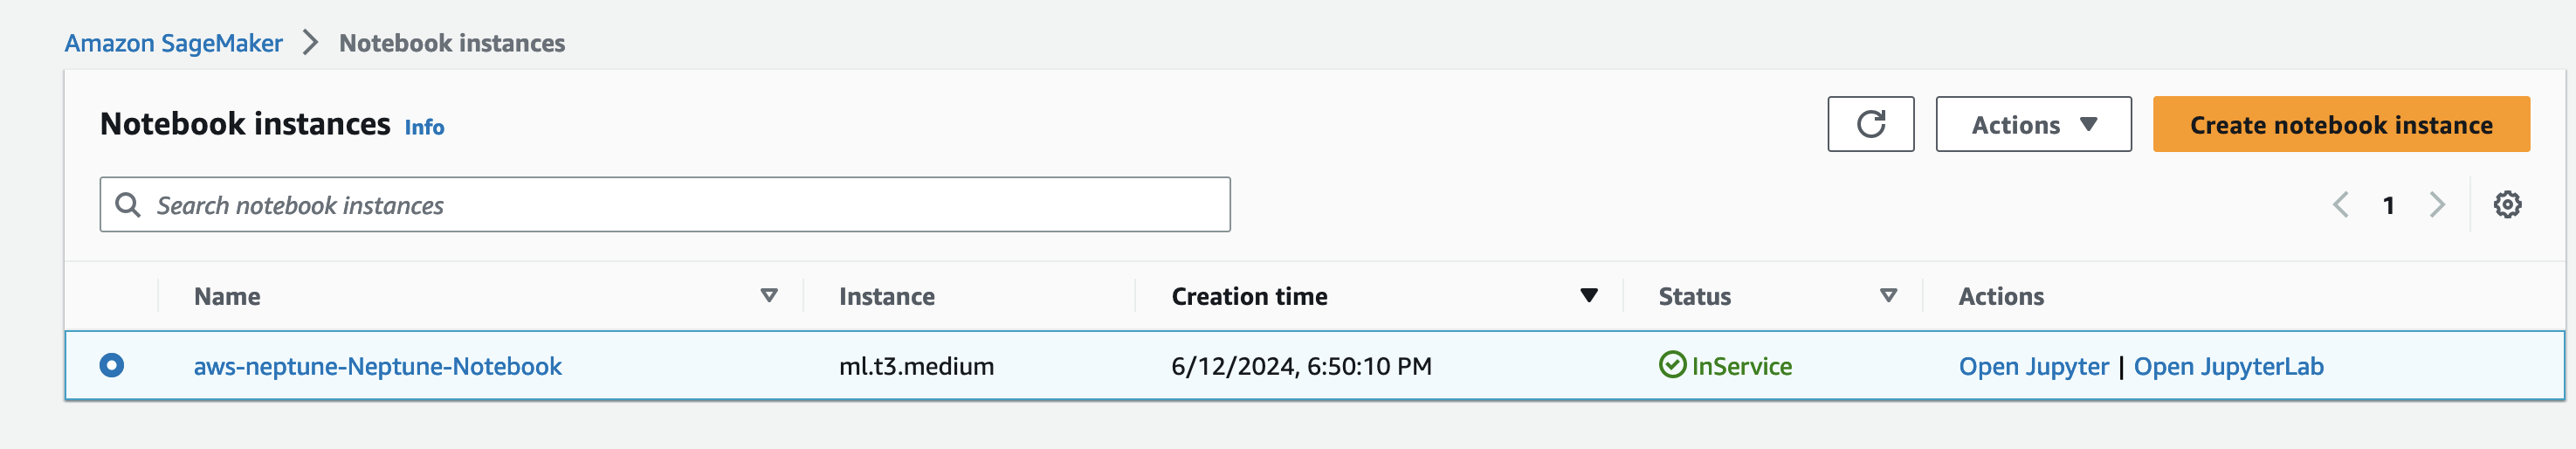 Amazon SageMaker > Notebook instances
Notebook instances Info
Actions
Create notebook instance
Search notebook instances
1
Name Instance Creation time Status Actions
aws-neptune-Neptune-Notebook ml.t3.medium 6/12/2024, 6:50:10 PM InService Open Jupyter | Open JupyterLab